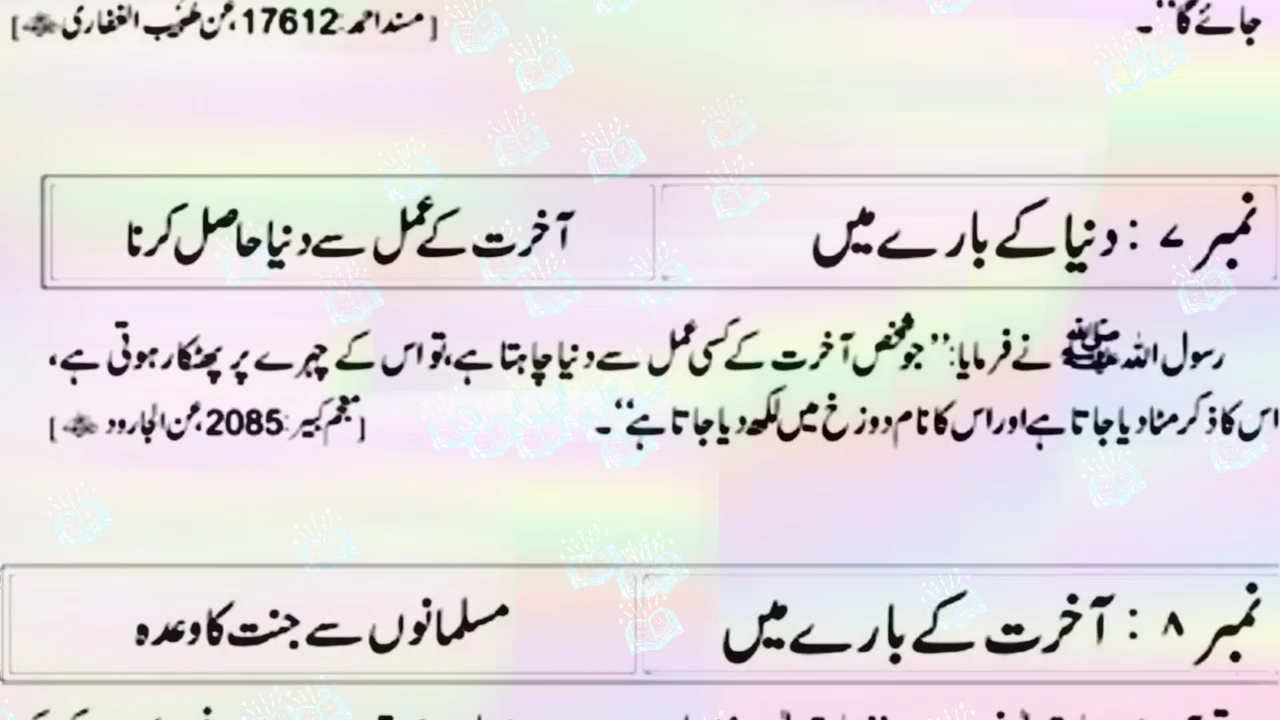 جائے گا"۔ [مسند احمد: 17612، عن ھبیب الغفاری ؓ]
نمبر ۷ : دنیا کے بارے میں آخرت کے عمل سے دنیا حاصل کرنا
رسول اللہ ﷺ نے فرمایا: "جو شخص آخرت کے کسی عمل سے دنیا چاہتا ہے، تو اس کے چہرے پر پھٹکار ہوتی ہے،
اس کا ذکر مٹا دیا جاتا ہے اور اس کا نام دوزخ میں لکھ دیا جاتا ہے"۔ [معجم کبیر: 2085، عن الجارود ؓ]
نمبر ۸ : آخرت کے بارے میں مسلمانوں سے جنت کا وعدہ